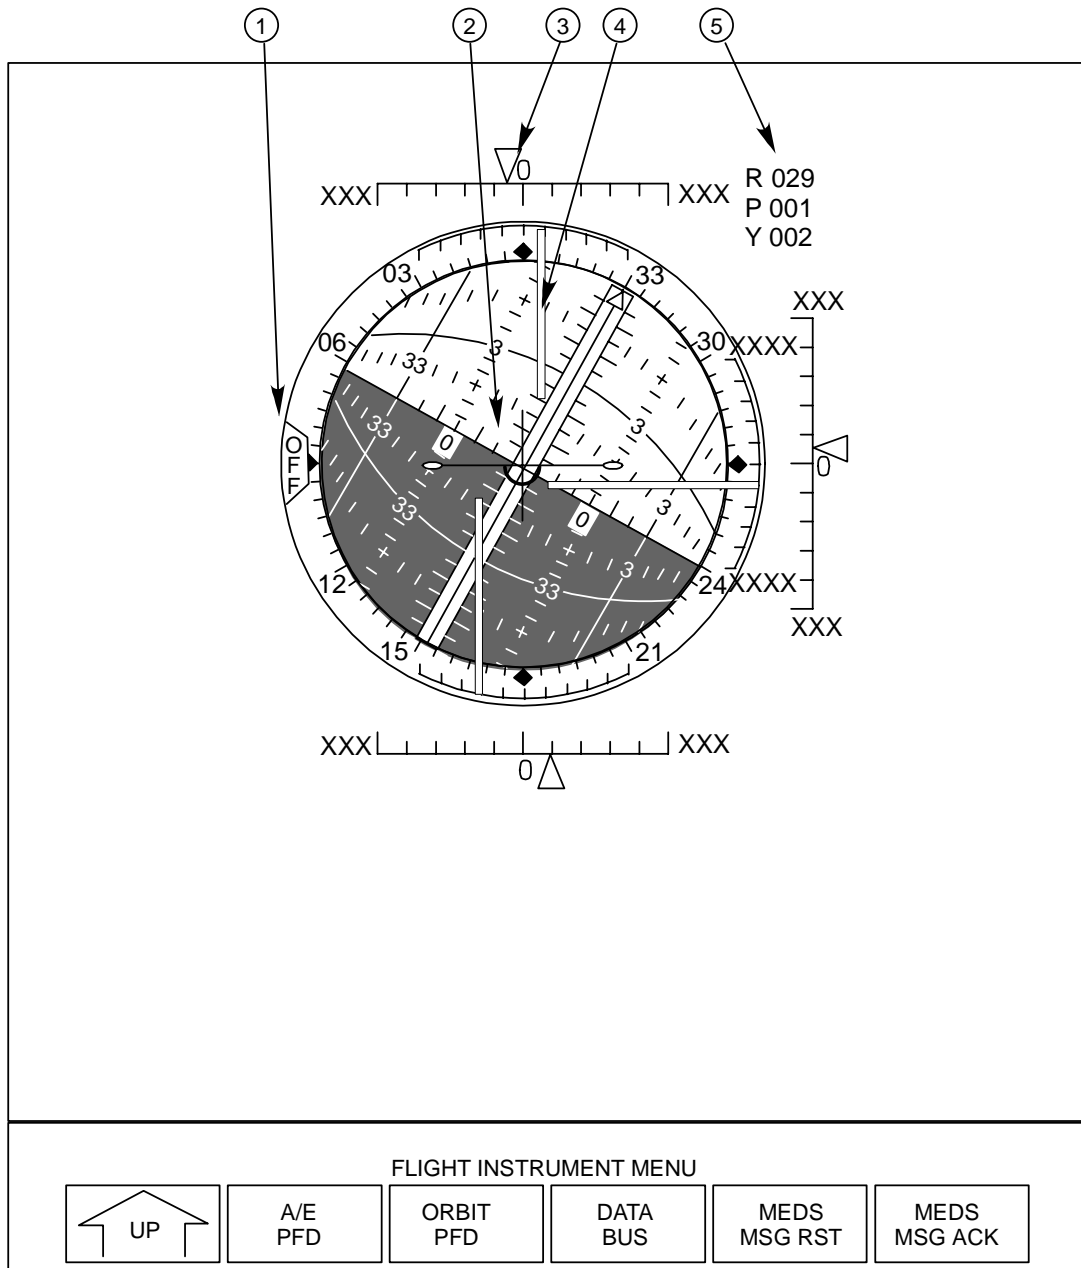 1 2 3 4 5
0
XXX XXX
R 029
P 001
Y 002
03 33
XXX
06 30 XXXX
3
33
3
33
0
OFF
0
33 0 3
12 33 3 24 XXXX
XXX
15 21
XXX XXX
0
FLIGHT INSTRUMENT MENU
UP
A/E
PFD
ORBIT
PFD
DATA
BUS
MEDS
MSG RST
MEDS
MSG ACK